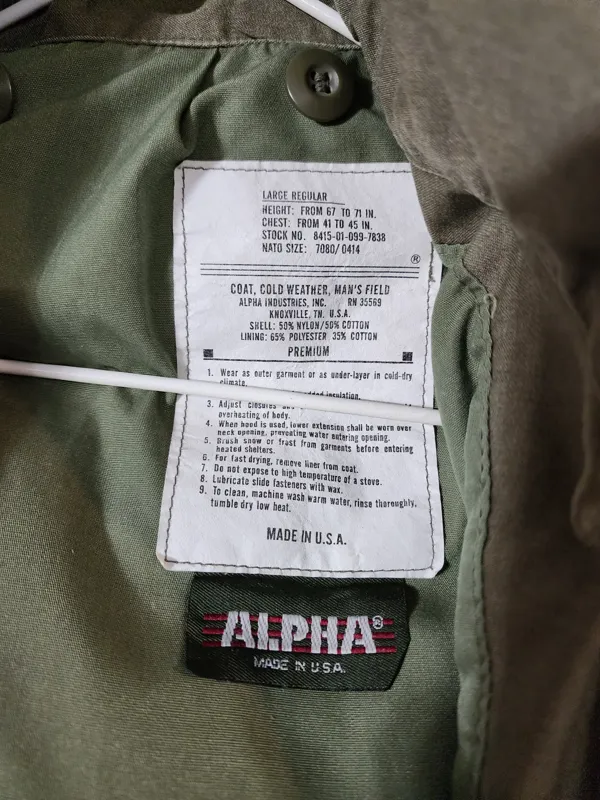 LARGE REGULAR
HEIGHT: FROM 67 TO 71 IN.
CHEST: FROM 41 TO 45 IN.
STOCK NO. 8415-01-099-7838
NATO SIZE: 7080/0414
®
COAT, COLD WEATHER, MAN'S FIELD
ALPHA INDUSTRIES, INC. RN 35569
KNOXVILLE, TN. U.S.A.
SHELL: 50% NYLON/50% COTTON
LINING: 65% POLYESTER 35% COTTON
PREMIUM
1. Wear as outer garment or as under-layer in cold-dry
climate.
insulation.
3. Adjust closures
overheating of body.
4. When hood is used, lower extension shall be worn over
neck opening, preventing water entering opening.
5. Brush snow or frost from garments before entering
heated shelters.
6. For fast drying, remove liner from coat.
7. Do not expose to high temperature of a stove.
8. Lubricate slide fasteners with wax.
9. To clean, machine wash warm water, rinse thoroughly,
tumble dry low heat.
MADE IN U.S.A.
ALPHA®
MADE IN U.S.A.